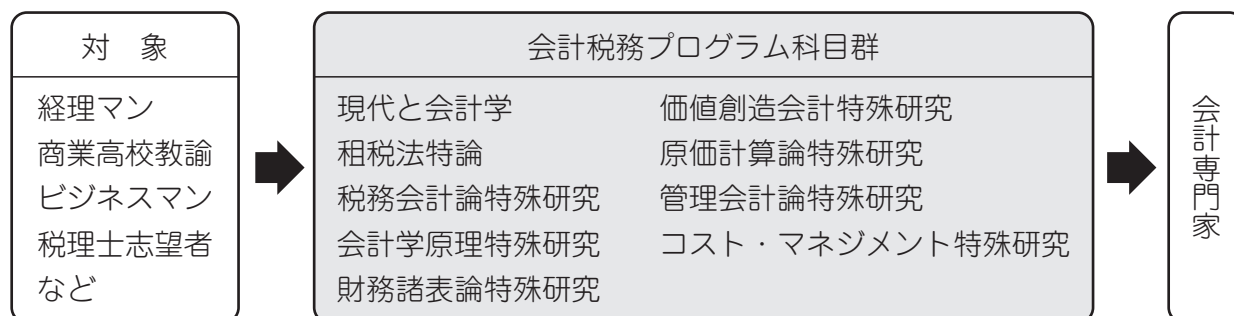 対　象
経理マン
商業高校教諭
ビジネスマン
税理士志望者
など
会計税務プログラム科目群
現代と会計学
租税法特論
税務会計論特殊研究
会計学原理特殊研究
財務諸表論特殊研究
価値創造会計特殊研究
原価計算論特殊研究
管理会計論特殊研究
コスト・マネジメント特殊研究
会計専門家